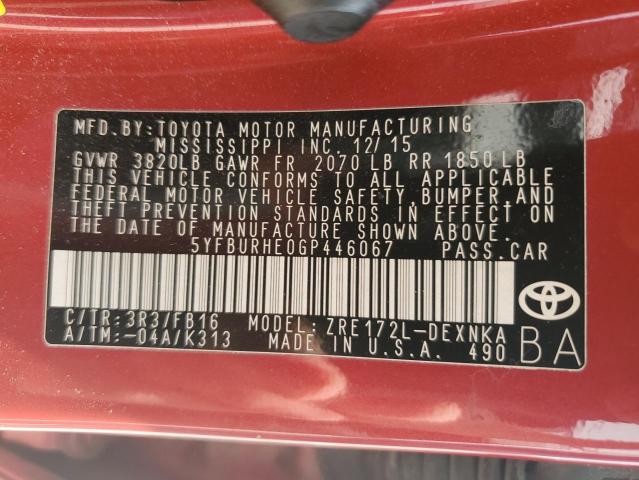 MFD.BY:TOYOTA MOTOR MANUFACTURING
MISSISSIPPI INC. 12/15
GVWR 3820LB GAWR FR 2070 LB RR 1850 LB
THIS VEHICLE CONFORMS TO ALL APPLICABLE
FEDERAL MOTOR VEHICLE SAFETY,BUMPER,AND
THEFT PREVENTION STANDARDS IN EFFECT ON
THE DATE OF MANUFACTURE SHOWN ABOVE.
5YFBURHE0GP446067 PASS.CAR
C/TR:3R3/FB16 MODEL:ZRE172L-DEXNKA
A/TM:-04A/K313 MADE IN U.S.A. 490
BA